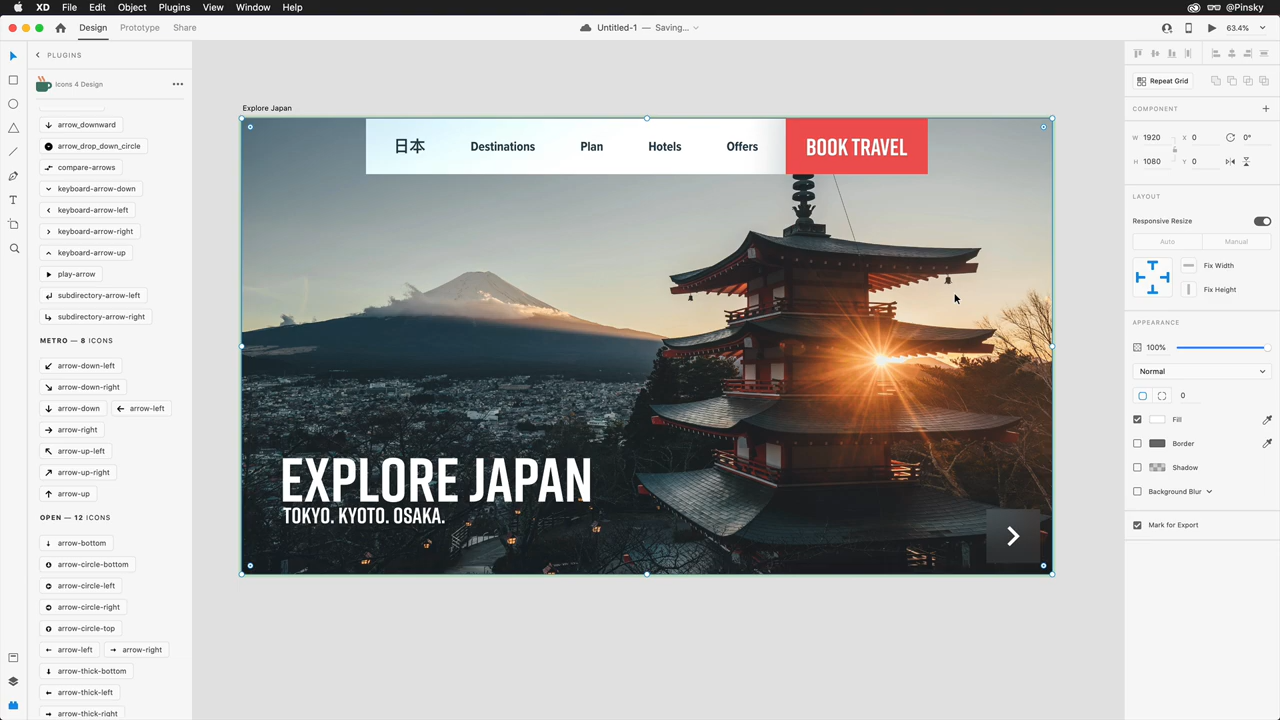 XD File Edit Object Plugins View Window Help
@Pinsky
Design Prototype Share
Untitled-1 — Saving...
63.4%
PLUGINS
Icons 4 Design
arrow_downward
arrow_drop_down_circle
compare-arrows
keyboard-arrow-down
keyboard-arrow-left
keyboard-arrow-right
keyboard-arrow-up
play-arrow
subdirectory-arrow-left
subdirectory-arrow-right
METRO — 8 ICONS
arrow-down-left
arrow-down-right
arrow-down arrow-left
arrow-right
arrow-up-left
arrow-up-right
arrow-up
OPEN — 12 ICONS
arrow-bottom
arrow-circle-bottom
arrow-circle-left
arrow-circle-right
arrow-circle-top
arrow-left arrow-right
arrow-thick-bottom
arrow-thick-left
arrow-thick-right
Explore Japan
日本 Destinations Plan Hotels Offers BOOK TRAVEL
EXPLORE JAPAN
TOKYO. KYOTO. OSAKA.
Repeat Grid
COMPONENT
W 1920 X 0 0°
H 1080 Y 0
LAYOUT
Responsive Resize
Auto Manual
Fix Width
Fix Height
APPEARANCE
100%
Normal
0
Fill
Border
Shadow
Background Blur
Mark for Export